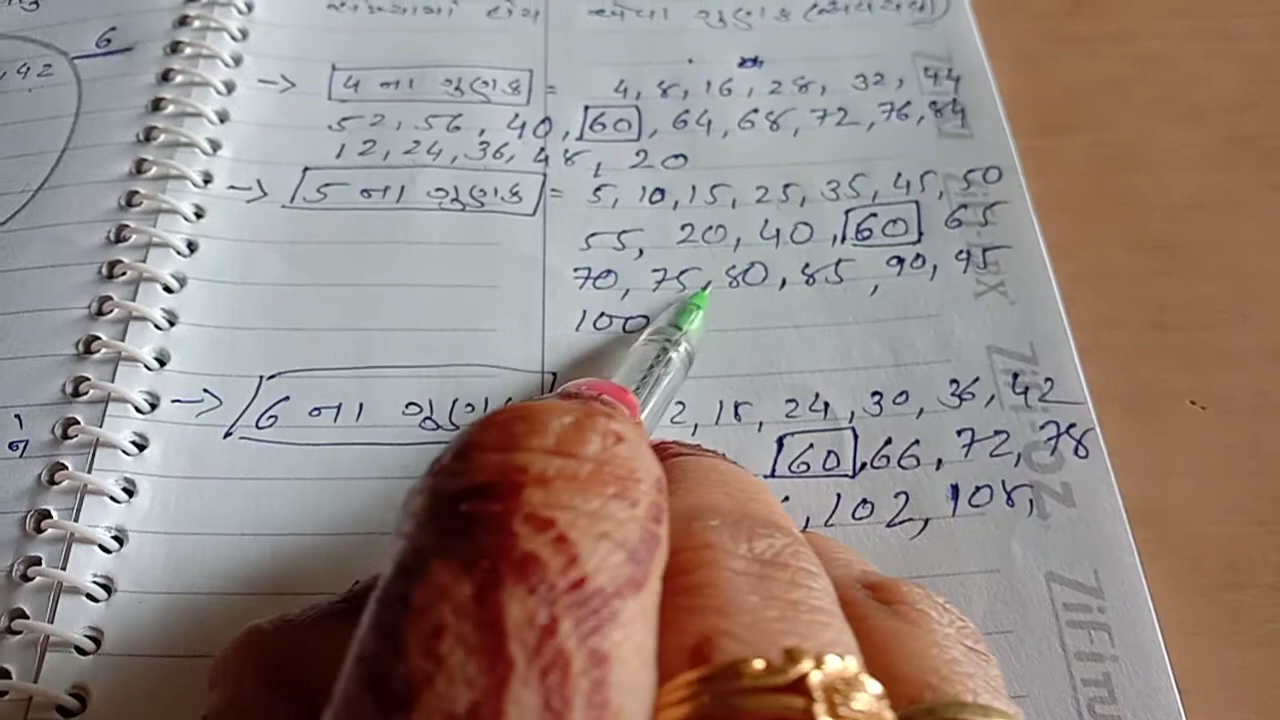 6
42
-> 4 ના ગુણાક = 4, 8, 16, 28, 32, 44
52, 56, 40, 60, 64, 68, 72, 76, 84
12, 24, 36, 48, 20
-> 5 ના ગુણાક = 5, 10, 15, 25, 35, 45, 50
55, 20, 40, 60, 65
70, 75, 80, 85, 90, 95
100
-> 6 ના 2, 18, 24, 30, 36, 42
60, 66, 72, 78
, 102, 108,